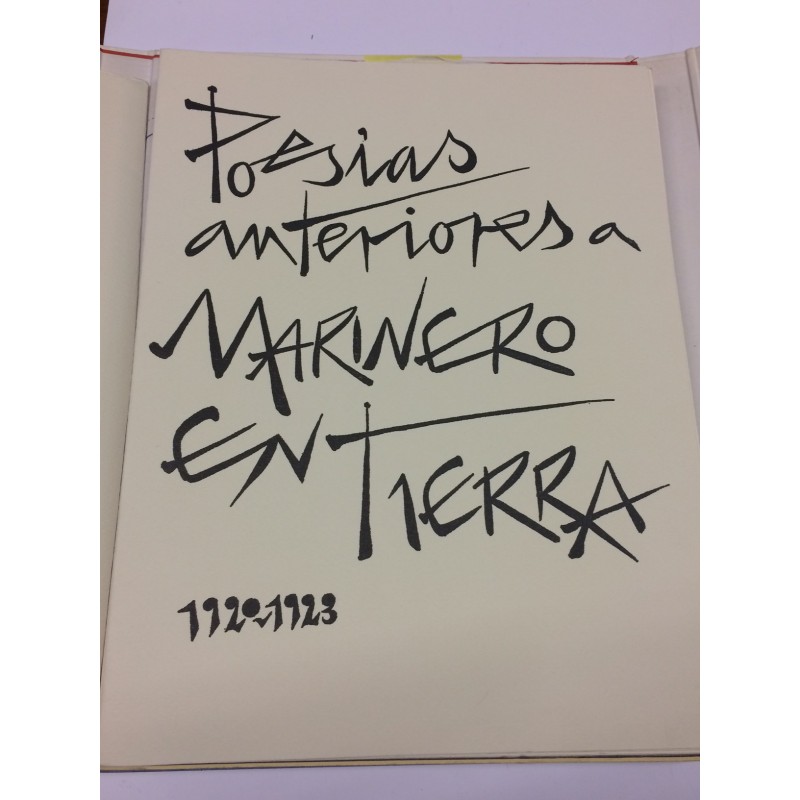 Poesias
anteriores a
MARINERO
EN TIERRA
1920-1923